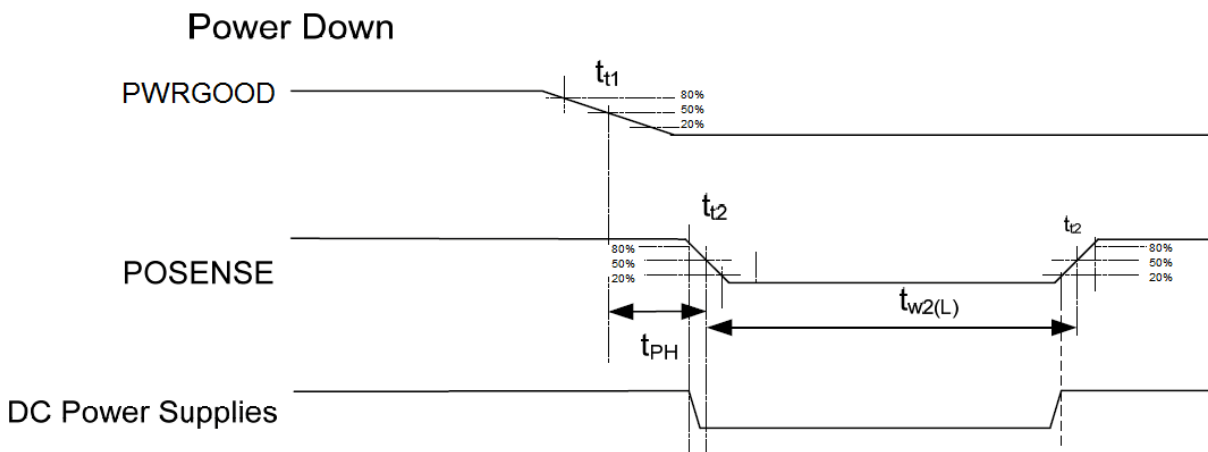 Power Down
PWRGOOD
tt1
80%
50%
20%
POSENSE
tt2
80%
50%
20%
tt2
80%
50%
20%
tPH
tw2(L)
DC Power Supplies